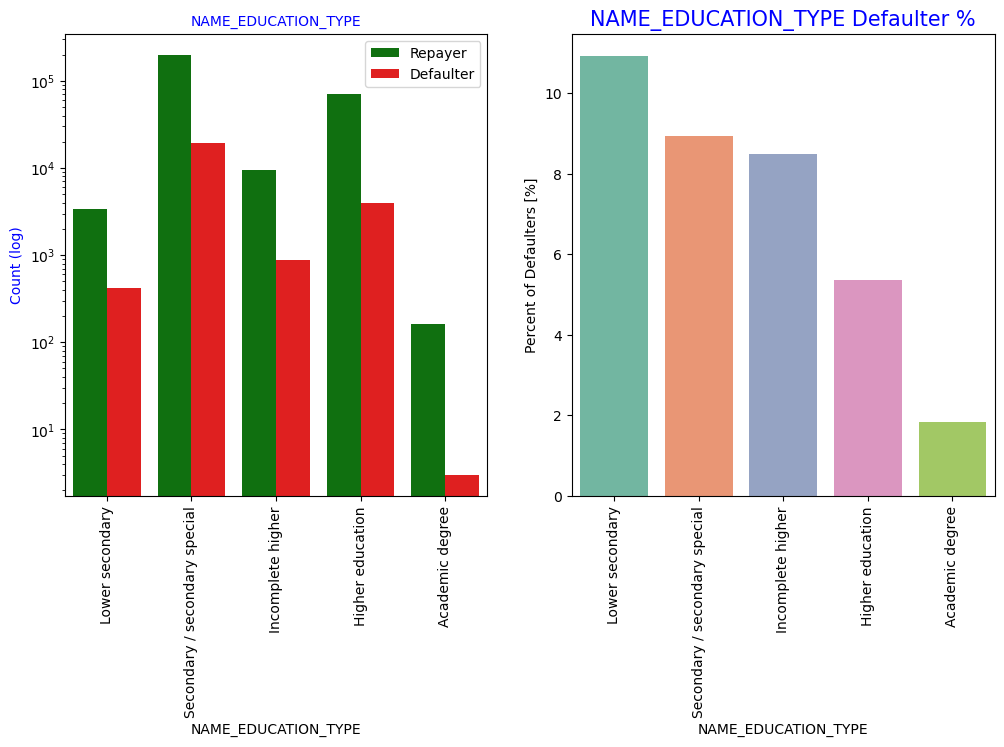 NAME_EDUCATION_TYPE
Repayer
Defaulter
Count (log)
10^5
10^4
10^3
10^2
10^1
Lower secondary
Secondary / secondary special
Incomplete higher
Higher education
Academic degree
NAME_EDUCATION_TYPE
NAME_EDUCATION_TYPE Defaulter %
Percent of Defaulters [%]
10
8
6
4
2
0
Lower secondary
Secondary / secondary special
Incomplete higher
Higher education
Academic degree
NAME_EDUCATION_TYPE